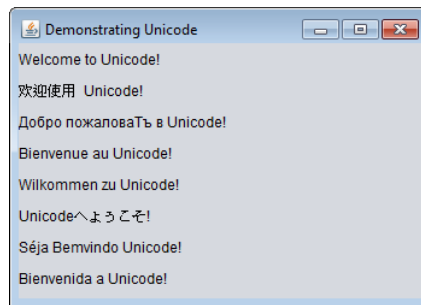 Demonstrating Unicode
Welcome to Unicode!
欢迎使用 Unicode!
Добро пожаловаТъ в Unicode!
Bienvenue au Unicode!
Wilkommen zu Unicode!
Unicodeへようこそ!
Séja Bemvindo Unicode!
Bienvenida a Unicode!